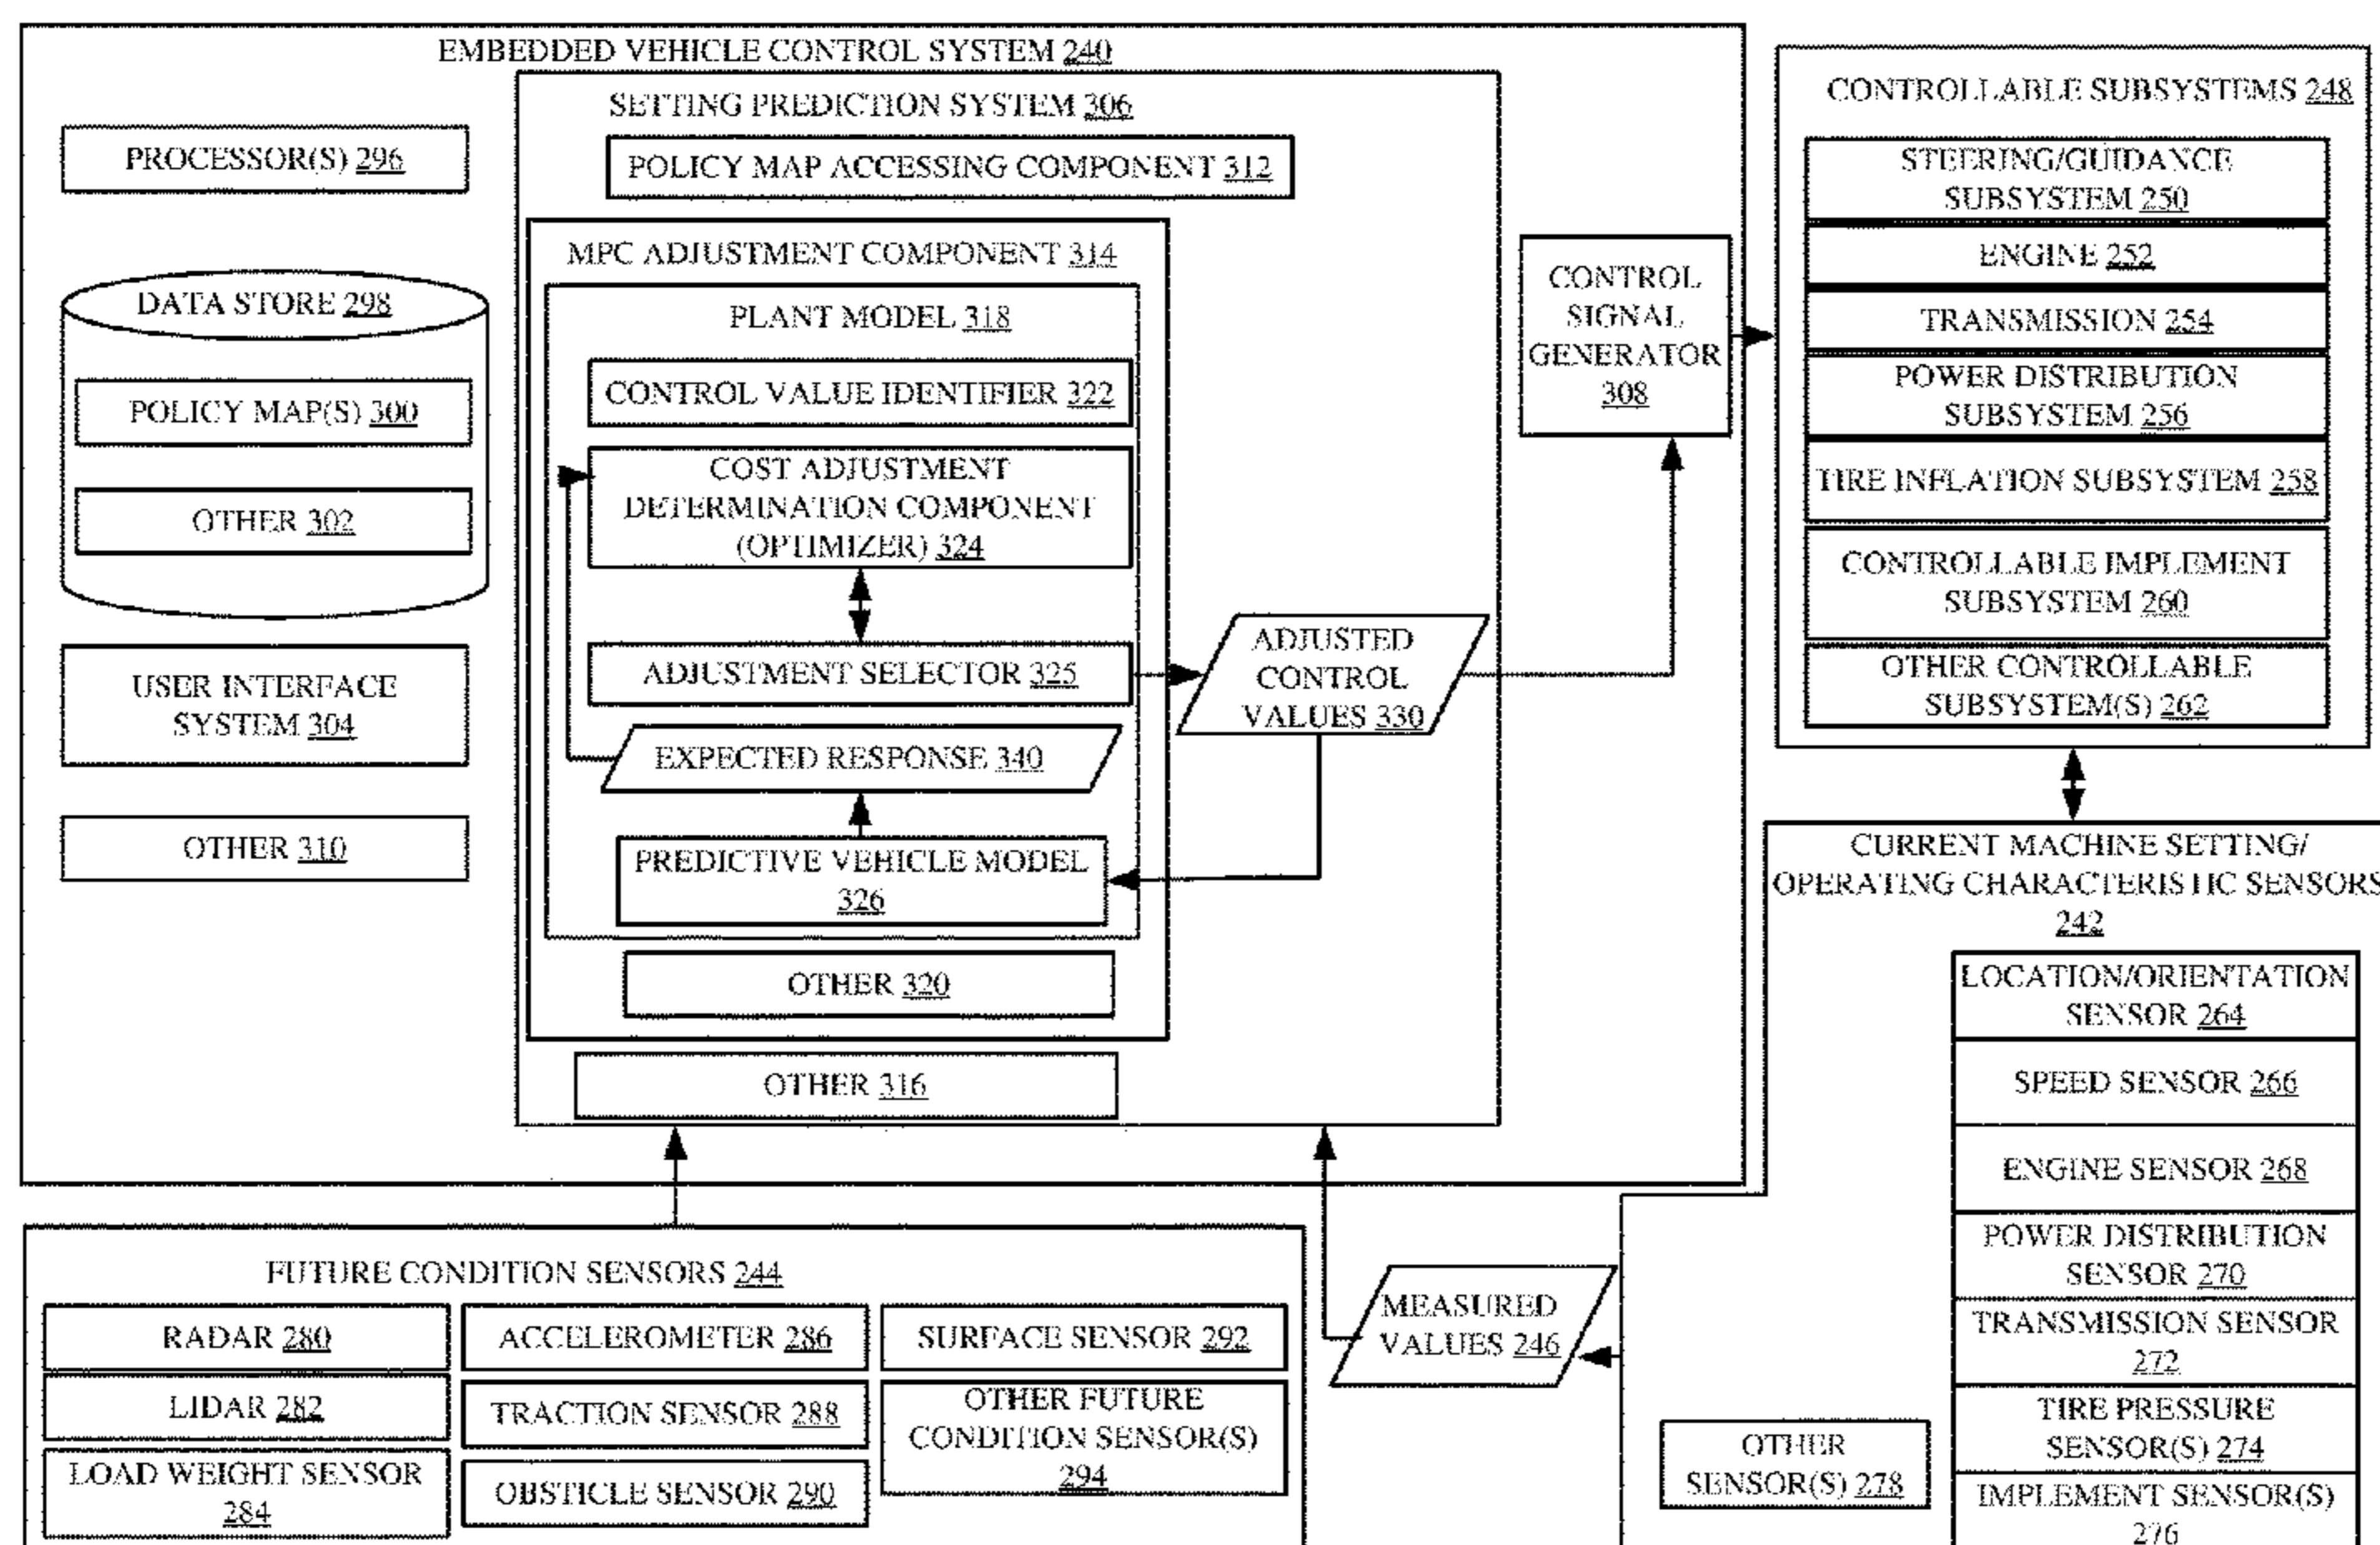 EMBEDDED VEHICLE CONTROL SYSTEM 240
PROCESSOR(S) 296
DATA STORE 298
POLICY MAP(S) 300
OTHER 302
USER INTERFACE
SYSTEM 304
OTHER 310
SETTING PREDICTION SYSTEM 306
POLICY MAP ACCESSING COMPONENT 312
MPC ADJUSTMENT COMPONENT 314
PLANT MODEL 318
CONTROL VALUE IDENTIFIER 322
COST ADJUSTMENT
DETERMINATION COMPONENT
(OPTIMIZER) 324
ADJUSTMENT SELECTOR 325
EXPECTED RESPONSE 340
PREDICTIVE VEHICLE MODEL
326
OTHER 320
OTHER 316
ADJUSTED
CONTROL
VALUES 330
CONTROL
SIGNAL
GENERATOR
308
CONTROLLABLE SUBSYSTEMS 248
STEERING/GUIDANCE
SUBSYSTEM 250
ENGINE 252
TRANSMISSION 254
POWER DISTRIBUTION
SUBSYSTEM 256
TIRE INFLATION SUBSYSTEM 258
CONTROLLABLE IMPLEMENT
SUBSYSTEM 260
OTHER CONTROLLABLE
SUBSYSTEM(S) 262
CURRENT MACHINE SETTING/
OPERATING CHARACTERISTIC SENSORS
242
LOCATION/ORIENTATION
SENSOR 264
SPEED SENSOR 266
ENGINE SENSOR 268
POWER DISTRIBUTION
SENSOR 270
TRANSMISSION SENSOR
272
TIRE PRESSURE
SENSOR(S) 274
IMPLEMENT SENSOR(S)
276
OTHER
SENSOR(S) 278
MEASURED
VALUES 246
FUTURE CONDITION SENSORS 244
RADAR 280
LIDAR 282
LOAD WEIGHT SENSOR
284
ACCELEROMETER 286
TRACTION SENSOR 288
OBSTICLE SENSOR 290
SURFACE SENSOR 292
OTHER FUTURE
CONDITION SENSOR(S)
294